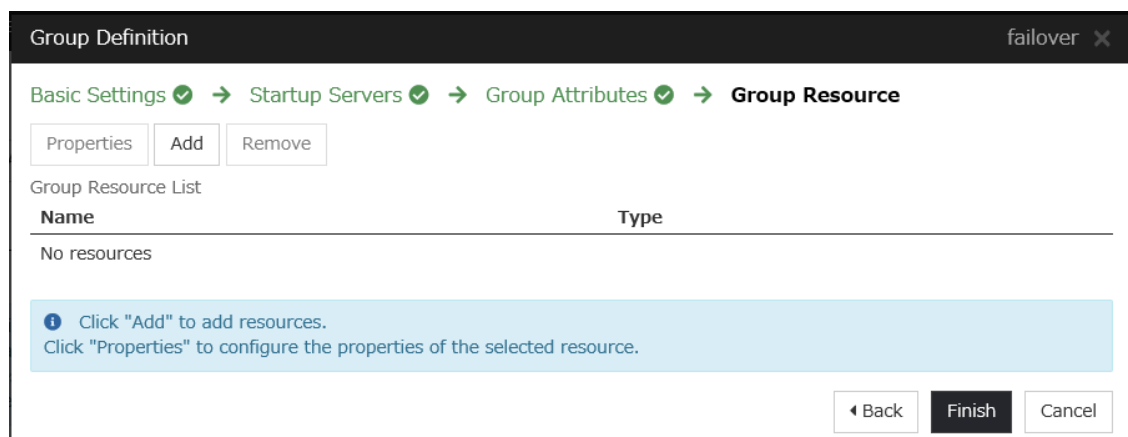 Group Definition failover
Basic Settings → Startup Servers → Group Attributes → Group Resource
Properties Add Remove
Group Resource List
Name Type
No resources
Click "Add" to add resources.
Click "Properties" to configure the properties of the selected resource.
Back Finish Cancel